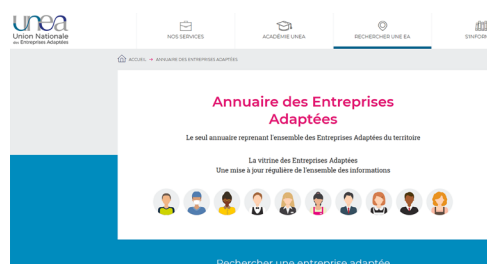 unea
Union Nationale
des Entreprises Adaptées
NOS SERVICES
ACADÉMIE UNEA
RECHERCHER UNE EA
S'INFOR
ACCUEIL → ANNUAIRE DES ENTREPRISES ADAPTÉES
Annuaire des Entreprises
Adaptées
Le seul annuaire reprenant l'ensemble des Entreprises Adaptées du territoire
La vitrine des Entreprises Adaptées
Une mise à jour régulière de l'ensemble des informations
Rechercher une entreprise adaptée